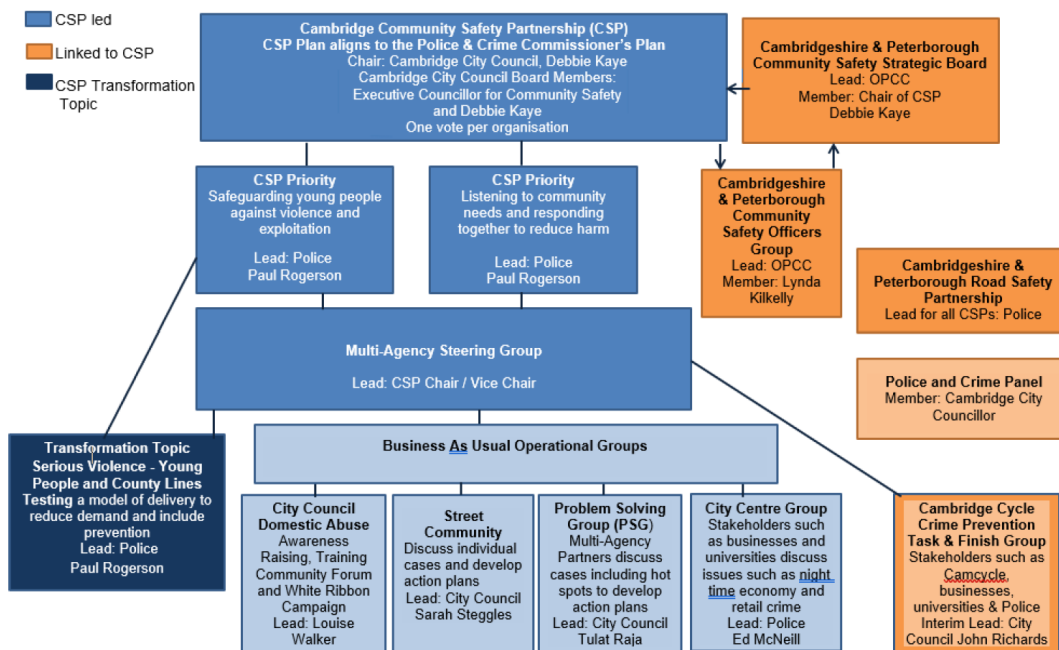 CSP led
Linked to CSP
CSP Transformation
Topic
Cambridge Community Safety Partnership (CSP)
CSP Plan aligns to the Police & Crime Commissioner's Plan
Chair: Cambridge City Council, Debbie Kaye
Cambridge City Council Board Members:
Executive Councillor for Community Safety
and Debbie Kaye
One vote per organisation
Cambridgeshire & Peterborough
Community Safety Strategic Board
Lead: OPCC
Member: Chair of CSP
Debbie Kaye
CSP Priority
Safeguarding young people
against violence and
exploitation
Lead: Police
Paul Rogerson
CSP Priority
Listening to community
needs and responding
together to reduce harm
Lead: Police
Paul Rogerson
Cambridgeshire
& Peterborough
Community
Safety Officers
Group
Lead: OPCC
Member: Lynda
Kilkelly
Cambridgeshire &
Peterborough Road Safety
Partnership
Lead for all CSPs: Police
Multi-Agency Steering Group
Lead: CSP Chair / Vice Chair
Police and Crime Panel
Member: Cambridge City
Councillor
Transformation Topic
Serious Violence - Young
People and County Lines
Testing a model of delivery to
reduce demand and include
prevention
Lead: Police
Paul Rogerson
Business As Usual Operational Groups
City Council
Domestic Abuse
Awareness
Raising, Training
Community Forum
and White Ribbon
Campaign
Lead: Louise
Walker
Street
Community
Discuss individual
cases and develop
action plans
Lead: City Council
Sarah Steggles
Problem Solving
Group (PSG)
Multi-Agency
Partners discuss
cases including hot
spots to develop
action plans
Lead: City Council
Tulat Raja
City Centre Group
Stakeholders such
as businesses and
universities discuss
issues such as night
time economy and
retail crime
Lead: Police
Ed McNeill
Cambridge Cycle
Crime Prevention
Task & Finish Group
Stakeholders such as
Camcycle,
businesses,
universities & Police
Interim Lead: City
Council John Richards